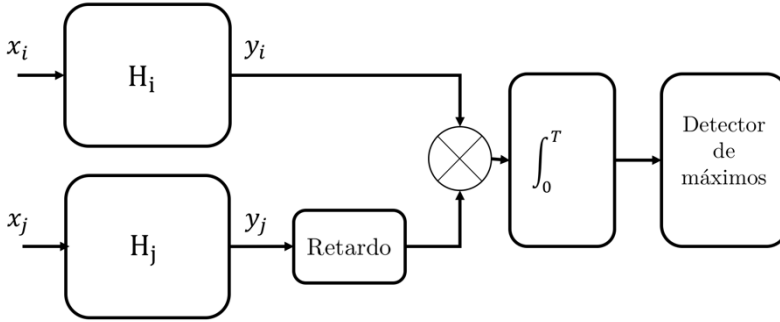 x_i
H_i
y_i
x_j
H_j
y_j
Retardo
∫_0^T
Detector
de
máximos